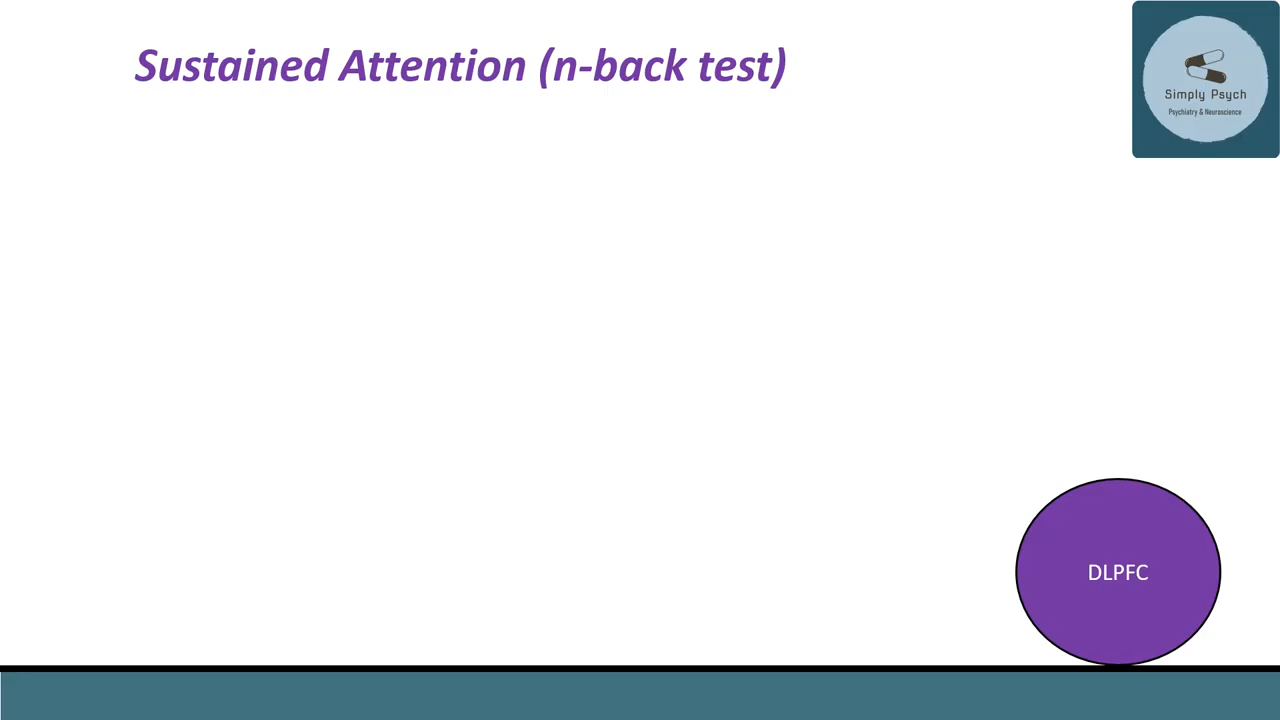 Sustained Attention (n-back test)
Simply Psych
Psychiatry & Neuroscience
DLPFC